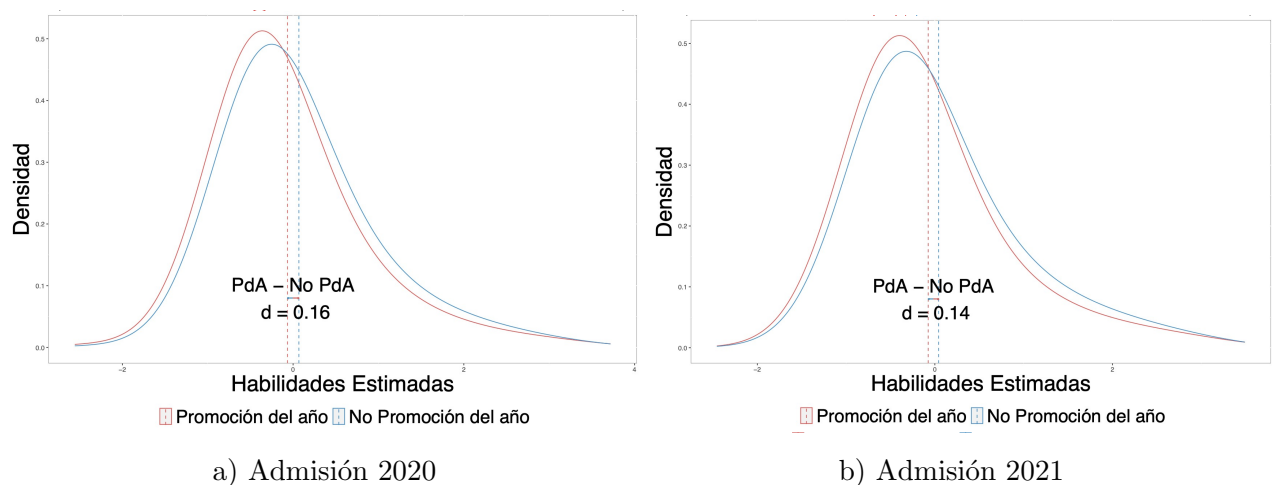 Densidad
0.5
0.4
0.3
0.2
0.1
0.0
PdA – No PdA
d = 0.16
-2
0
2
4
Habilidades Estimadas
Promoción del año No Promoción del año
a) Admisión 2020
Densidad
0.5
0.4
0.3
0.2
0.1
0.0
PdA – No PdA
d = 0.14
-2
0
2
Habilidades Estimadas
Promoción del año No Promoción del año
b) Admisión 2021